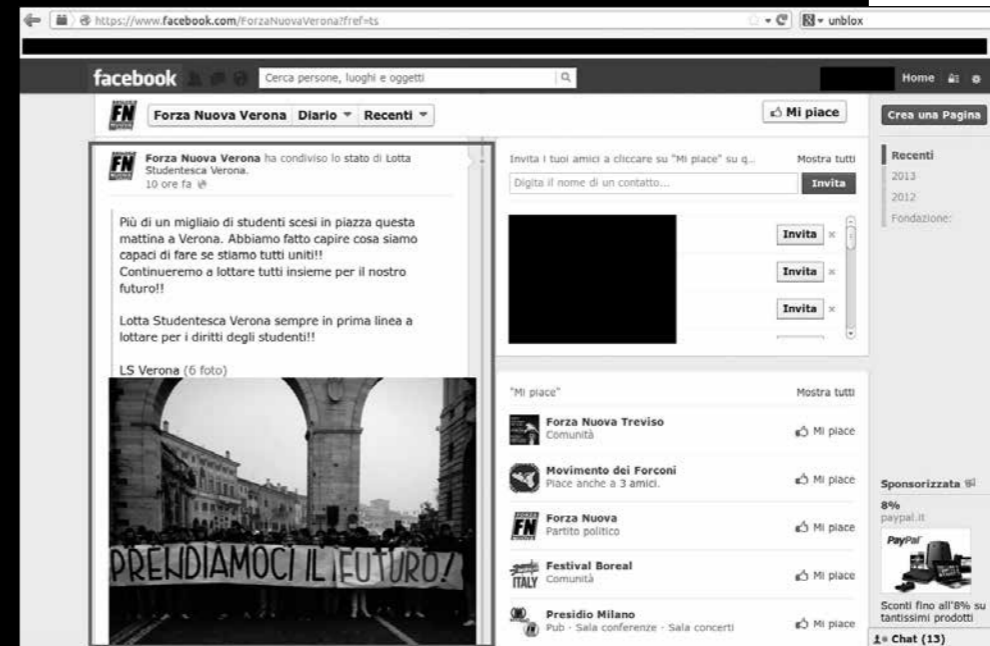 https://www.facebook.com/ForzaNuovaVerona?fref=ts
unblox
facebook
Cerca persone, luoghi e oggetti
Home
FN
Forza Nuova Verona Diario Recenti
Mi piace
Crea una Pagina
FN
Forza Nuova Verona ha condiviso lo stato di Lotta
Studentesca Verona.
10 ore fa
Più di un migliaio di studenti scesi in piazza questa
mattina a Verona. Abbiamo fatto capire cosa siamo
capaci di fare se stiamo tutti uniti!!
Continueremo a lottare tutti insieme per il nostro
futuro!!
Lotta Studentesca Verona sempre in prima linea a
lottare per i diritti degli studenti!!
LS Verona (6 foto)
PRENDIAMOCI IL FUTURO!
Invita i tuoi amici a cliccare su "Mi piace" su q...
Mostra tutti
Digita il nome di un contatto...
Invita
Invita ×
Invita ×
Invita ×
"Mi piace"
Mostra tutti
Forza Nuova Treviso
Comunità
Mi piace
Movimento dei Forconi
Piace anche a 3 amici.
Mi piace
FORZA
FN
Forza Nuova
Partito politico
Mi piace
ITALY
Festival Boreal
Comunità
Mi piace
Presidio Milano
Pub · Sala conferenze · Sala concerti
Mi piace
Recenti
2013
2012
Fondazione:
Sponsorizzata
8%
paypal.it
PayPal
Sconti fino all'8% su
tantissimi prodotti
Chat (13)